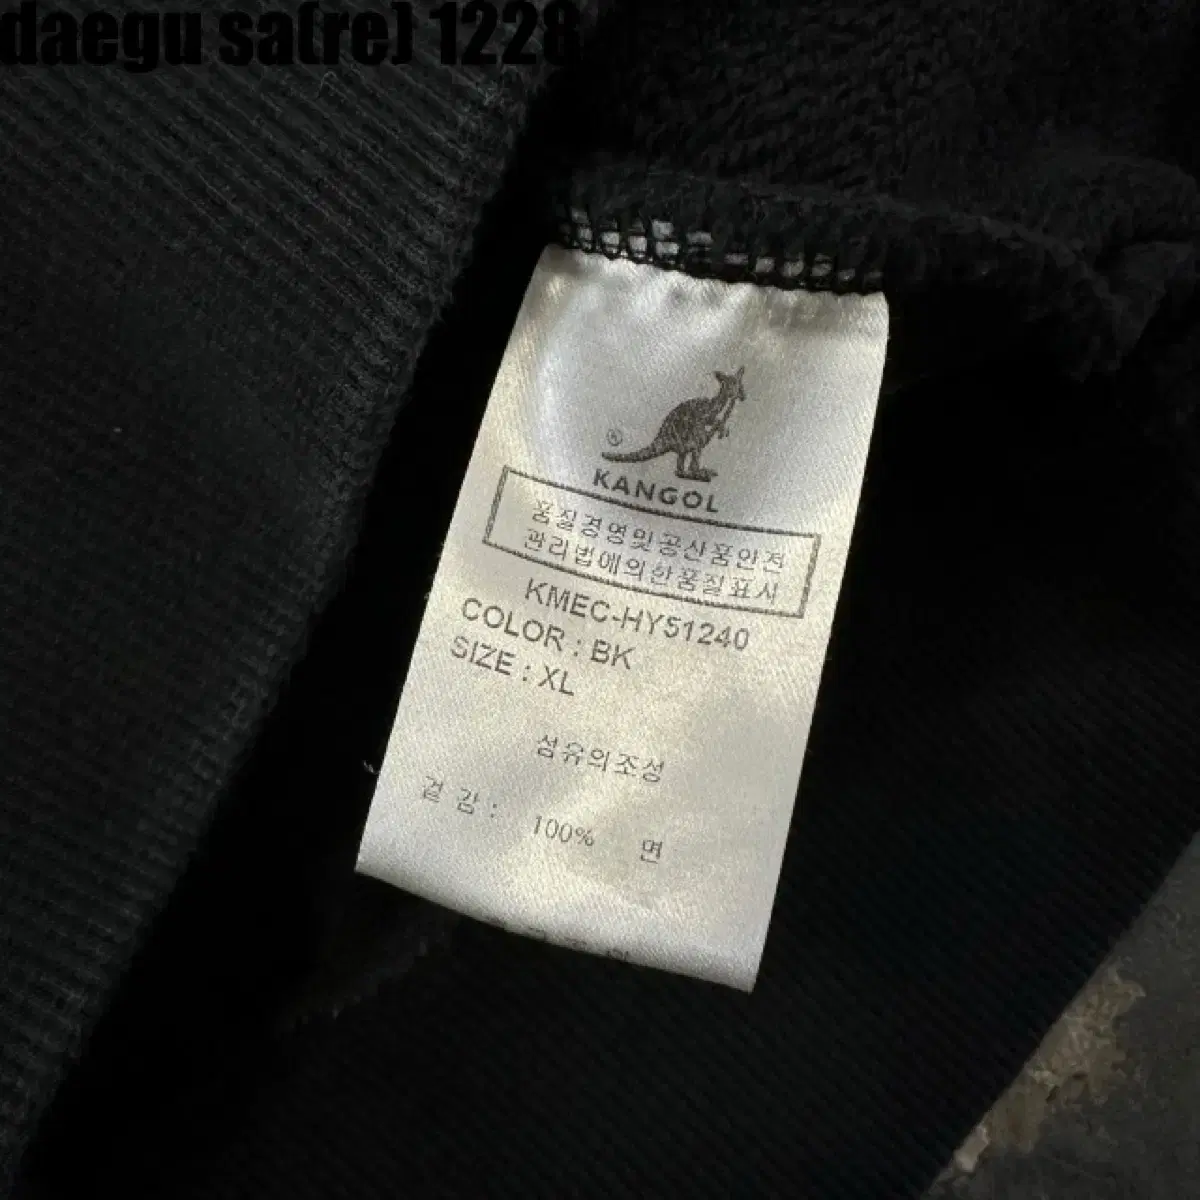 daegu sa(re) 1228
®
KANGOL
품질경영및공산품안전
관리법에의한품질표시
KMEC-HY51240
COLOR : BK
SIZE : XL
섬유의조성
겉 감 : 100% 면